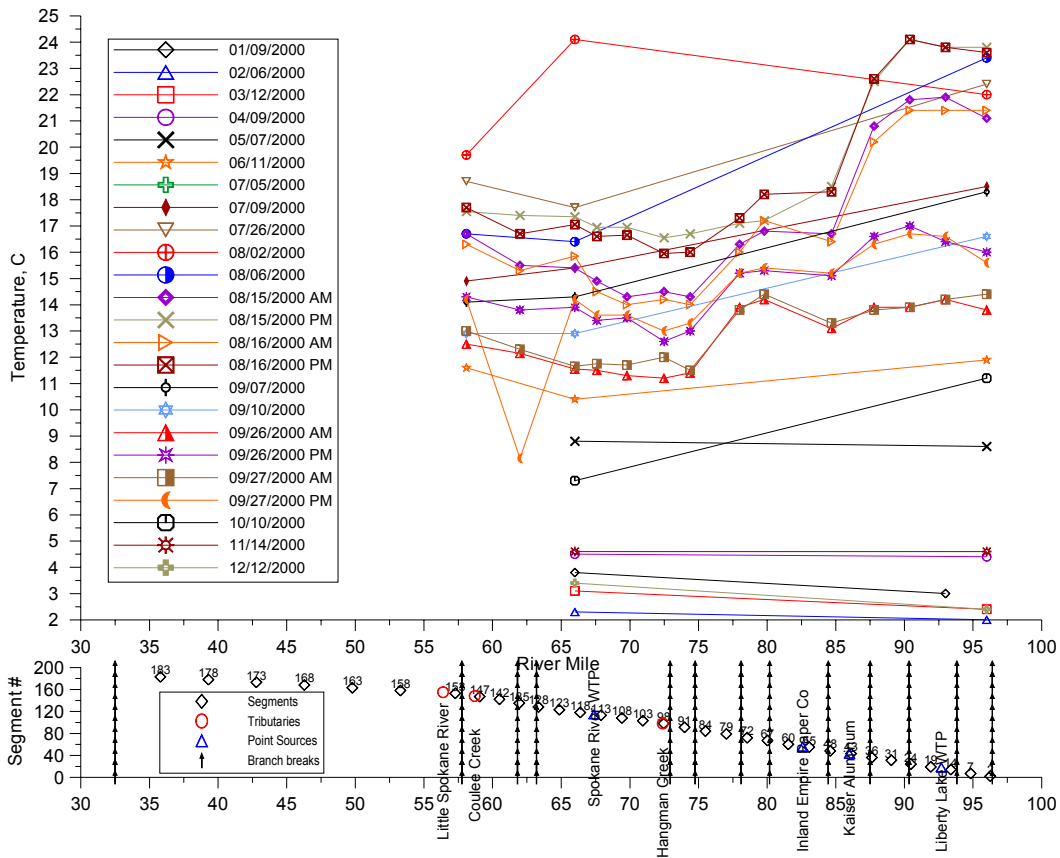 25
24
23
22
21
20
19
18
17
16
15
14
13
12
11
10
9
8
7
6
5
4
3
2
Temperature, C
01/09/2000
02/06/2000
03/12/2000
04/09/2000
05/07/2000
06/11/2000
07/05/2000
07/09/2000
07/26/2000
08/02/2000
08/06/2000
08/15/2000 AM
08/15/2000 PM
08/16/2000 AM
08/16/2000 PM
09/07/2000
09/10/2000
09/26/2000 AM
09/26/2000 PM
09/27/2000 AM
09/27/2000 PM
10/10/2000
11/14/2000
12/12/2000
30 35 40 45 50 55 60 65 70 75 80 85 90 95 100
River Mile
200
160
120
80
40
0
Segment #
183 178 173 168 163 158 153 147 142 135 128 123 118 113 108 103 98 91 84 79 72 67 60 55 48 43 36 31 24 19 7
Segments
Tributaries
Point Sources
Branch breaks
Little Spokane River
Coulee Creek
Spokane River WTP
Hangman Creek
Inland Empire Paper Co
Kaiser Aluminum
Liberty Lake WTP
30 35 40 45 50 55 60 65 70 75 80 85 90 95 100